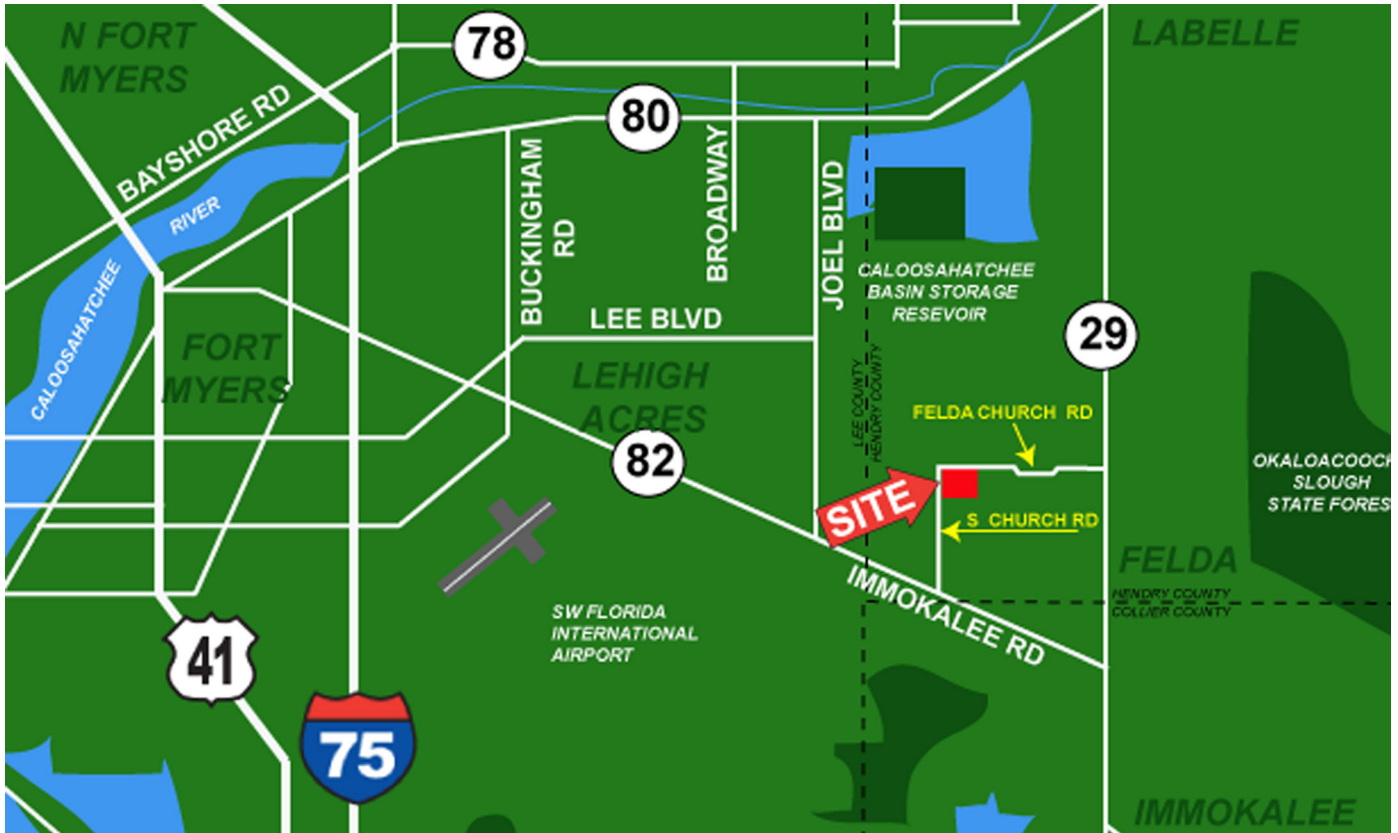 N FORT
MYERS
78
LABELLE
BAYSHORE RD
80
BUCKINGHAM
RD
BROADWAY
JOEL BLVD
RIVER
CALOOSAHATCHEE
CALOOSAHATCHEE
BASIN STORAGE
RESEVOIR
LEE BLVD
29
FORT
MYERS
LEHIGH
ACRES
LEE COUNTY
HENDRY COUNTY
FELDA CHURCH RD
82
OKALOACOOCH
SLOUGH
STATE FORES
SITE
S CHURCH RD
FELDA
IMMOKALEE RD
HENDRY COUNTY
COLLIER COUNTY
SW FLORIDA
INTERNATIONAL
AIRPORT
41
75
IMMOKALEE